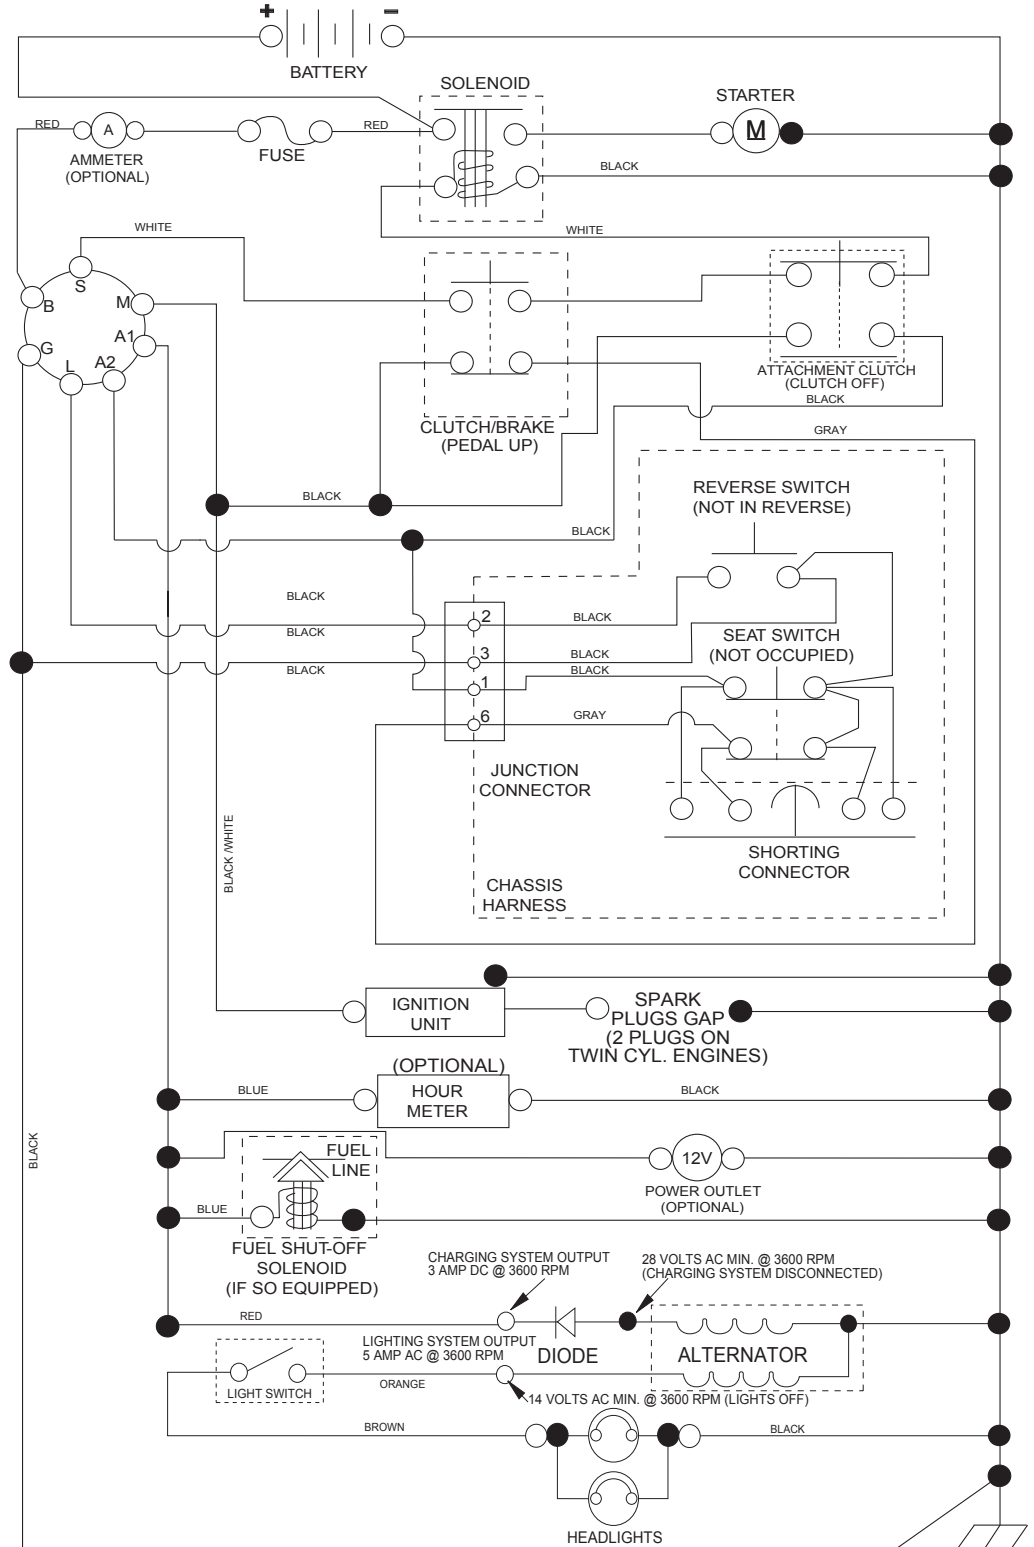 + −
BATTERY
SOLENOID
STARTER
RED
A
RED
M
AMMETER
(OPTIONAL)
FUSE
BLACK
WHITE
WHITE
S
B
M
A1
G
L
A2
ATTACHMENT CLUTCH
(CLUTCH OFF)
BLACK
CLUTCH/BRAKE
(PEDAL UP)
GRAY
REVERSE SWITCH
(NOT IN REVERSE)
BLACK
BLACK
BLACK
2
BLACK
BLACK
SEAT SWITCH
(NOT OCCUPIED)
3
BLACK
BLACK
BLACK
1
6
GRAY
JUNCTION
CONNECTOR
BLACK /WHITE
SHORTING
CONNECTOR
CHASSIS
HARNESS
IGNITION
UNIT
SPARK
PLUGS GAP
(2 PLUGS ON
TWIN CYL. ENGINES)
(OPTIONAL)
HOUR
METER
BLUE
BLACK
BLACK
FUEL
LINE
12V
POWER OUTLET
(OPTIONAL)
BLUE
FUEL SHUT-OFF
SOLENOID
(IF SO EQUIPPED)
CHARGING SYSTEM OUTPUT
3 AMP DC @ 3600 RPM
28 VOLTS AC MIN. @ 3600 RPM
(CHARGING SYSTEM DISCONNECTED)
RED
LIGHTING SYSTEM OUTPUT
5 AMP AC @ 3600 RPM
DIODE
ALTERNATOR
LIGHT SWITCH
ORANGE
14 VOLTS AC MIN. @ 3600 RPM (LIGHTS OFF)
BROWN
BLACK
HEADLIGHTS